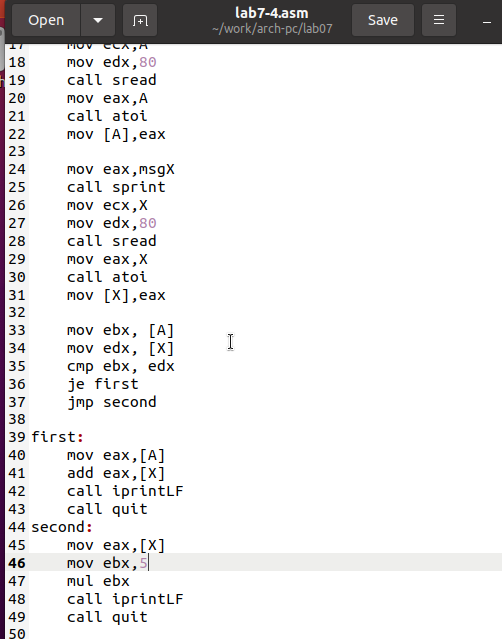 Open
lab7-4.asm
~/work/arch-pc/lab07
Save
17 mov ecx,A
18 mov edx,80
19 call sread
20 mov eax,A
21 call atoi
22 mov [A],eax
23
24 mov eax,msgX
25 call sprint
26 mov ecx,X
27 mov edx,80
28 call sread
29 mov eax,X
30 call atoi
31 mov [X],eax
32
33 mov ebx, [A]
34 mov edx, [X]
35 cmp ebx, edx
36 je first
37 jmp second
38
39 first:
40 mov eax,[A]
41 add eax,[X]
42 call iprintLF
43 call quit
44 second:
45 mov eax,[X]
46 mov ebx,5
47 mul ebx
48 call iprintLF
49 call quit
50